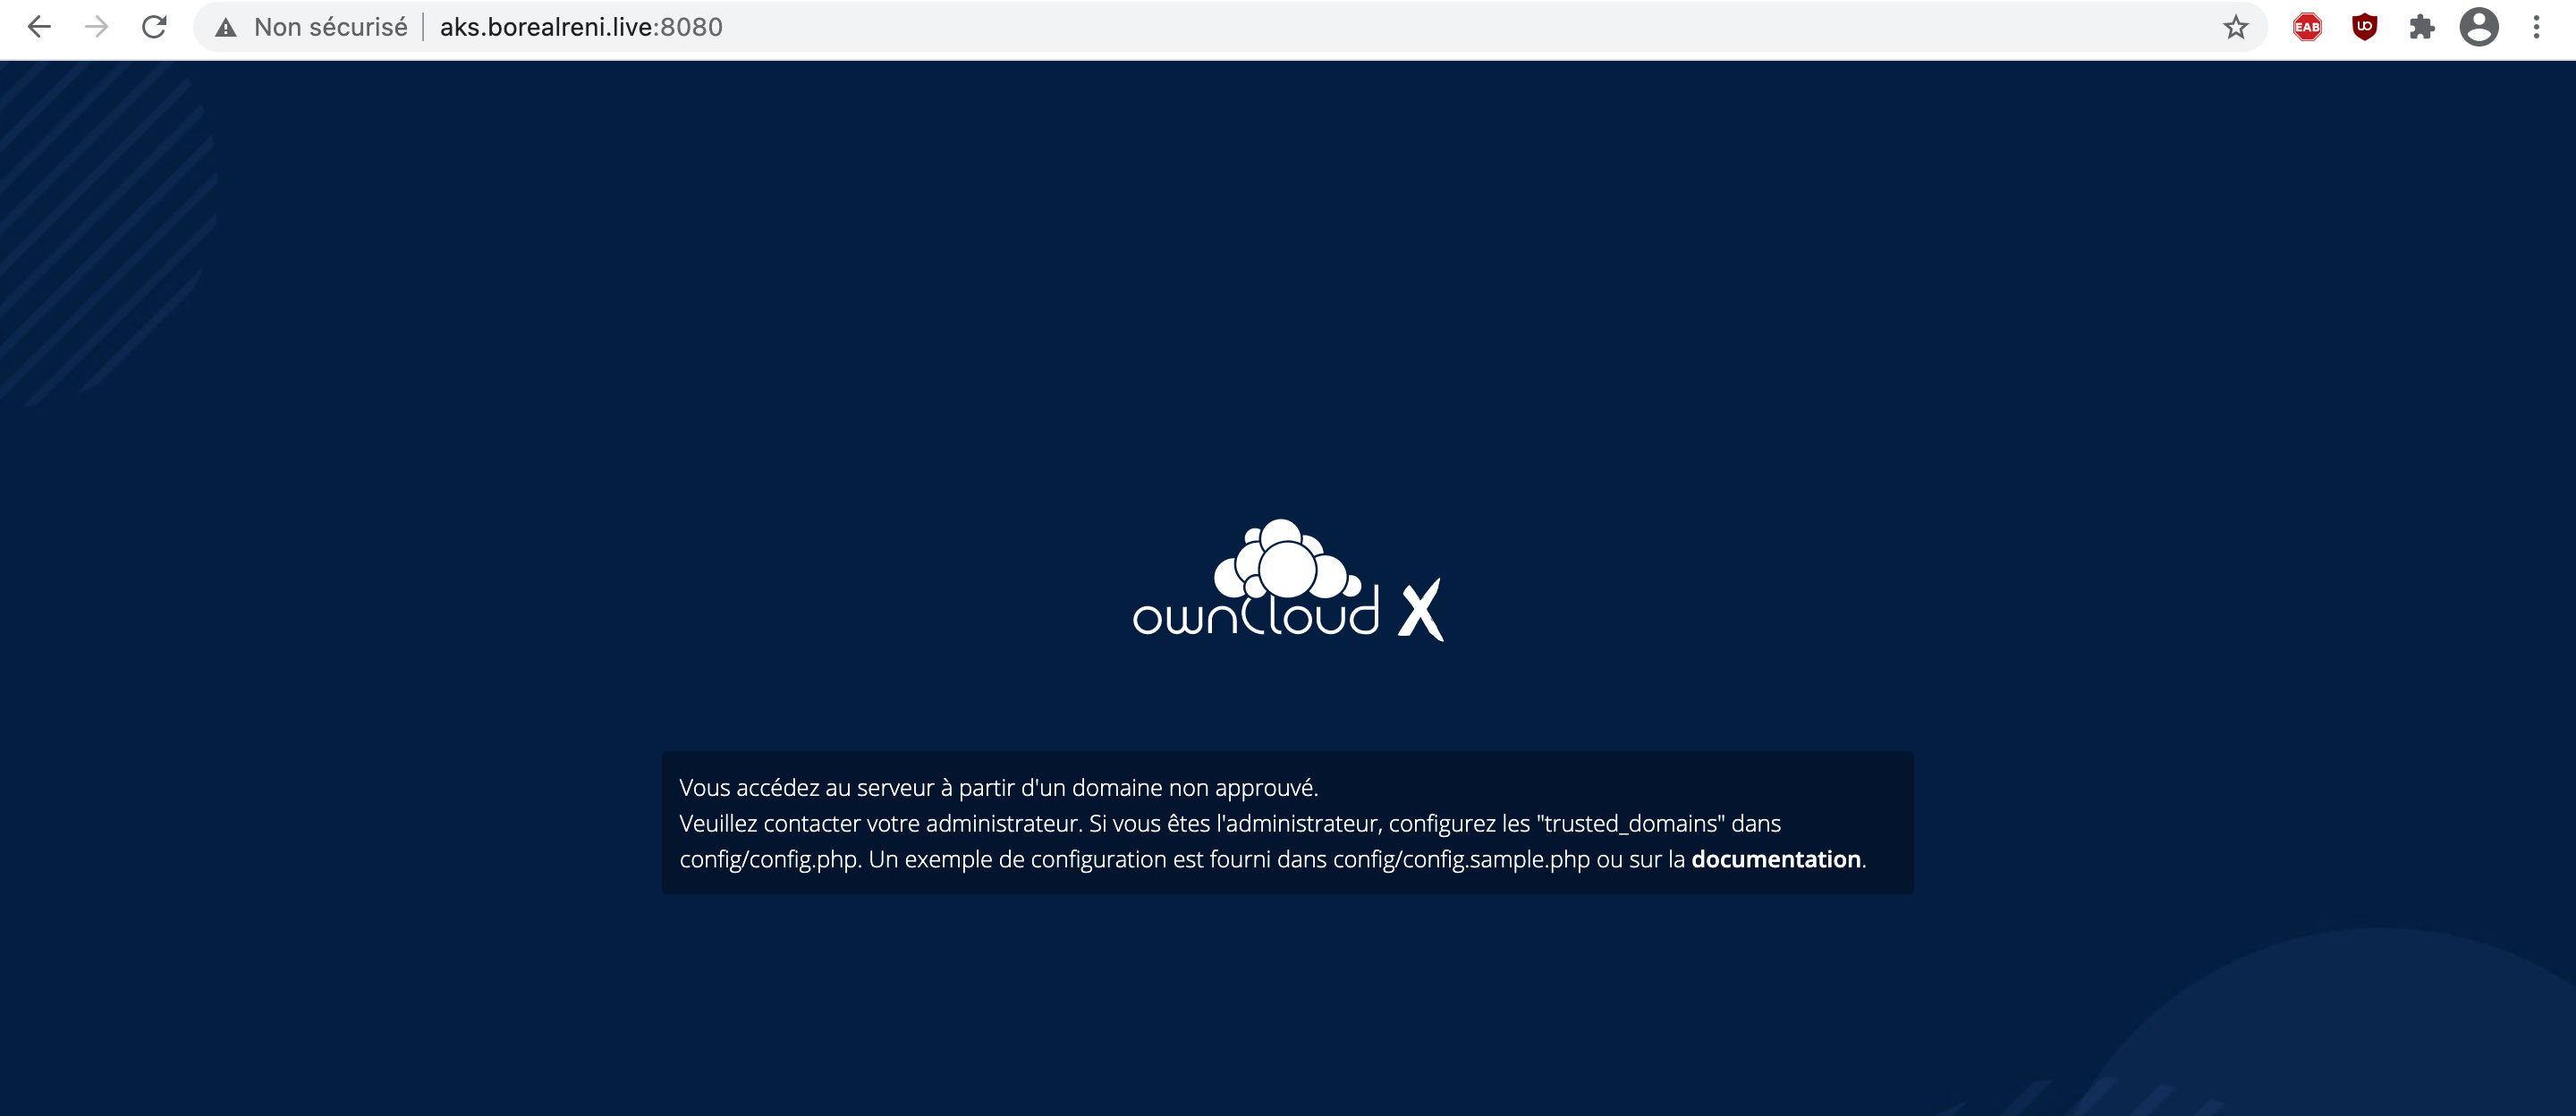 Non sécurisé | aks.borealreni.live:8080
EAB
ownCloud X
Vous accédez au serveur à partir d'un domaine non approuvé.
Veuillez contacter votre administrateur. Si vous êtes l'administrateur, configurez les "trusted_domains" dans
config/config.php. Un exemple de configuration est fourni dans config/config.sample.php ou sur la documentation.